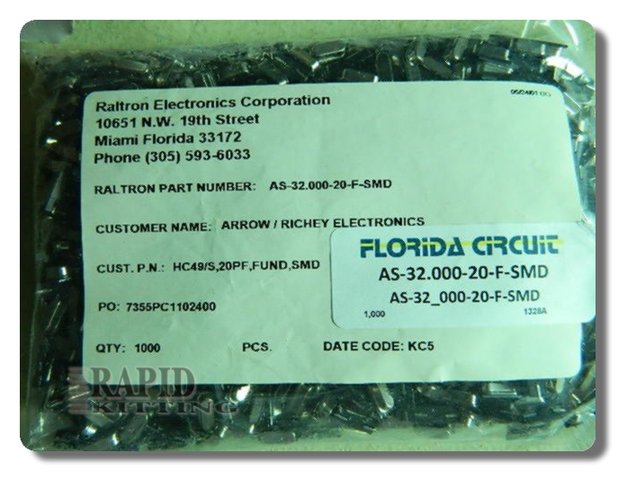 Raltron Electronics Corporation
10651 N.W. 19th Street
Miami Florida 33172
Phone (305) 593-6033
RALTRON PART NUMBER: AS-32.000-20-F-SMD
CUSTOMER NAME: ARROW / RICHEY ELECTRONICS
CUST. P.N.: HC49/S,20PF,FUND,SMD
PO: 7355PC1102400
QTY: 1000 PCS. DATE CODE: KC5
FLORIDA CIRCUIT
AS-32.000-20-F-SMD
AS-32_000-20-F-SMD
1,000 1328A
RAPID
KITTING